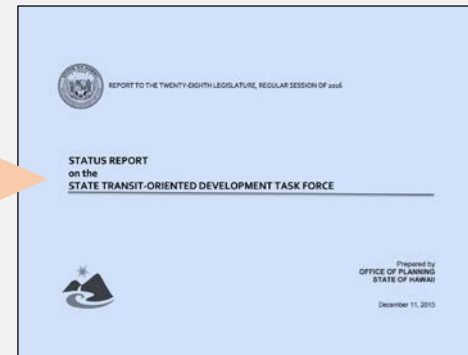 REPORT TO THE TWENTY-EIGHTH LEGISLATURE, REGULAR SESSION OF 2016
STATUS REPORT
on the
STATE TRANSIT-ORIENTED DEVELOPMENT TASK FORCE
Prepared by
OFFICE OF PLANNING
STATE OF HAWAII
December 11, 2015